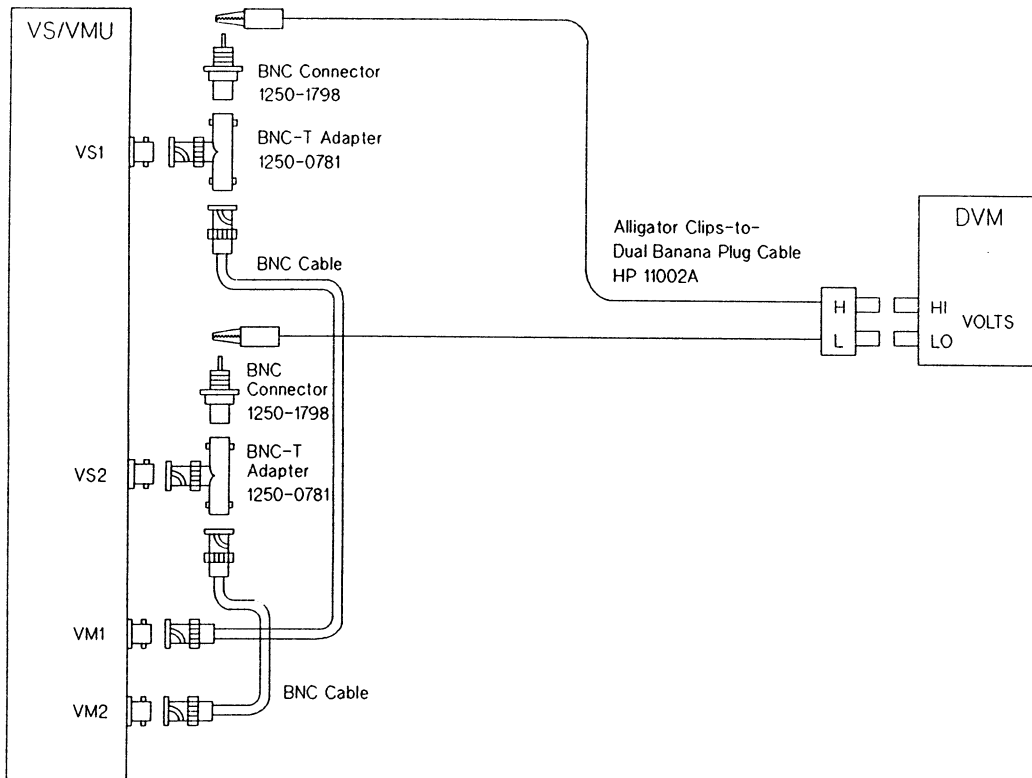 VS/VMU
BNC Connector
1250-1798
VS1
BNC-T Adapter
1250-0781
BNC Cable
Alligator Clips-to-
Dual Banana Plug Cable
HP 11002A
DVM
H
L
HI
VOLTS
LO
BNC
Connector
1250-1798
VS2
BNC-T
Adapter
1250-0781
VM1
VM2
BNC Cable